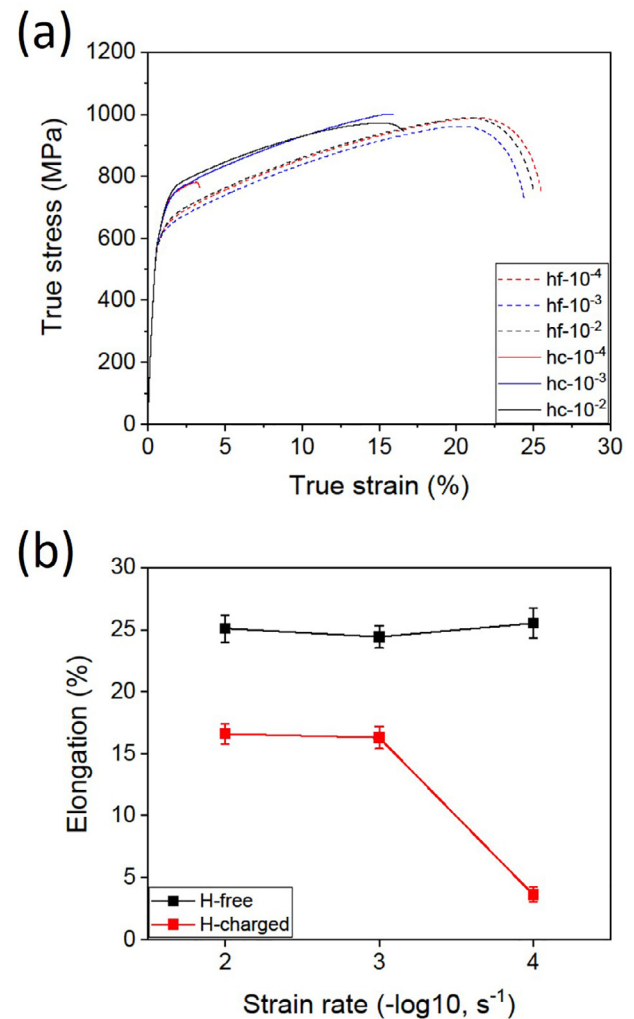 (a)
True stress (MPa)
1200
1000
800
600
400
200
0
0 5 10 15 20 25 30
True strain (%)
hf-10-4
hf-10-3
hf-10-2
hc-10-4
hc-10-3
hc-10-2
(b)
Elongation (%)
30
25
20
15
10
5
0
H-free
H-charged
2 3 4
Strain rate (-log10, s-1)